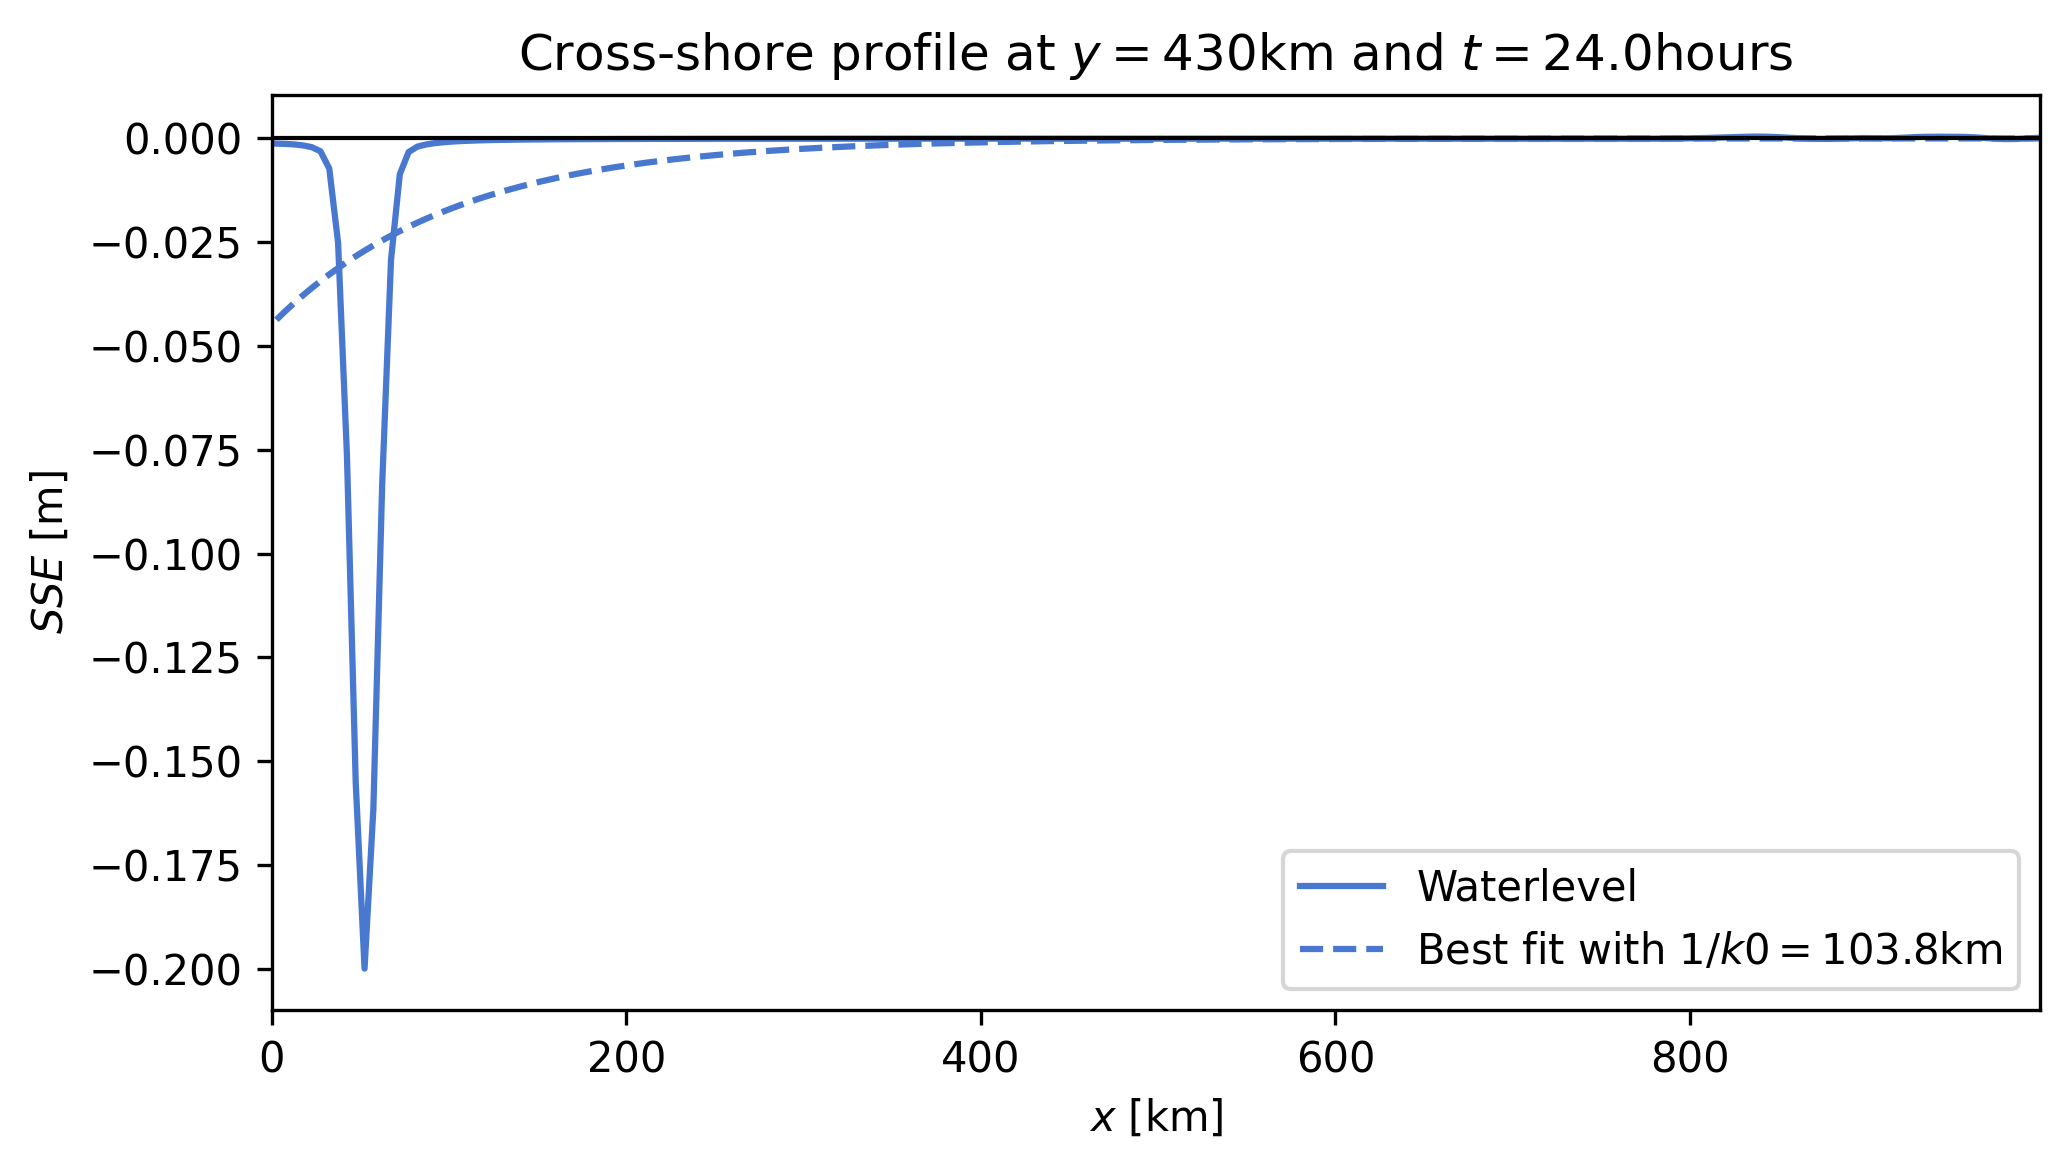 Cross-shore profile at y = 430km and t = 24.0hours
0.000
−0.025
−0.050
−0.075
−0.100
−0.125
−0.150
−0.175
−0.200
SSE [m]
Waterlevel
Best fit with 1/k0 = 103.8km
0 200 400 600 800
x [km]